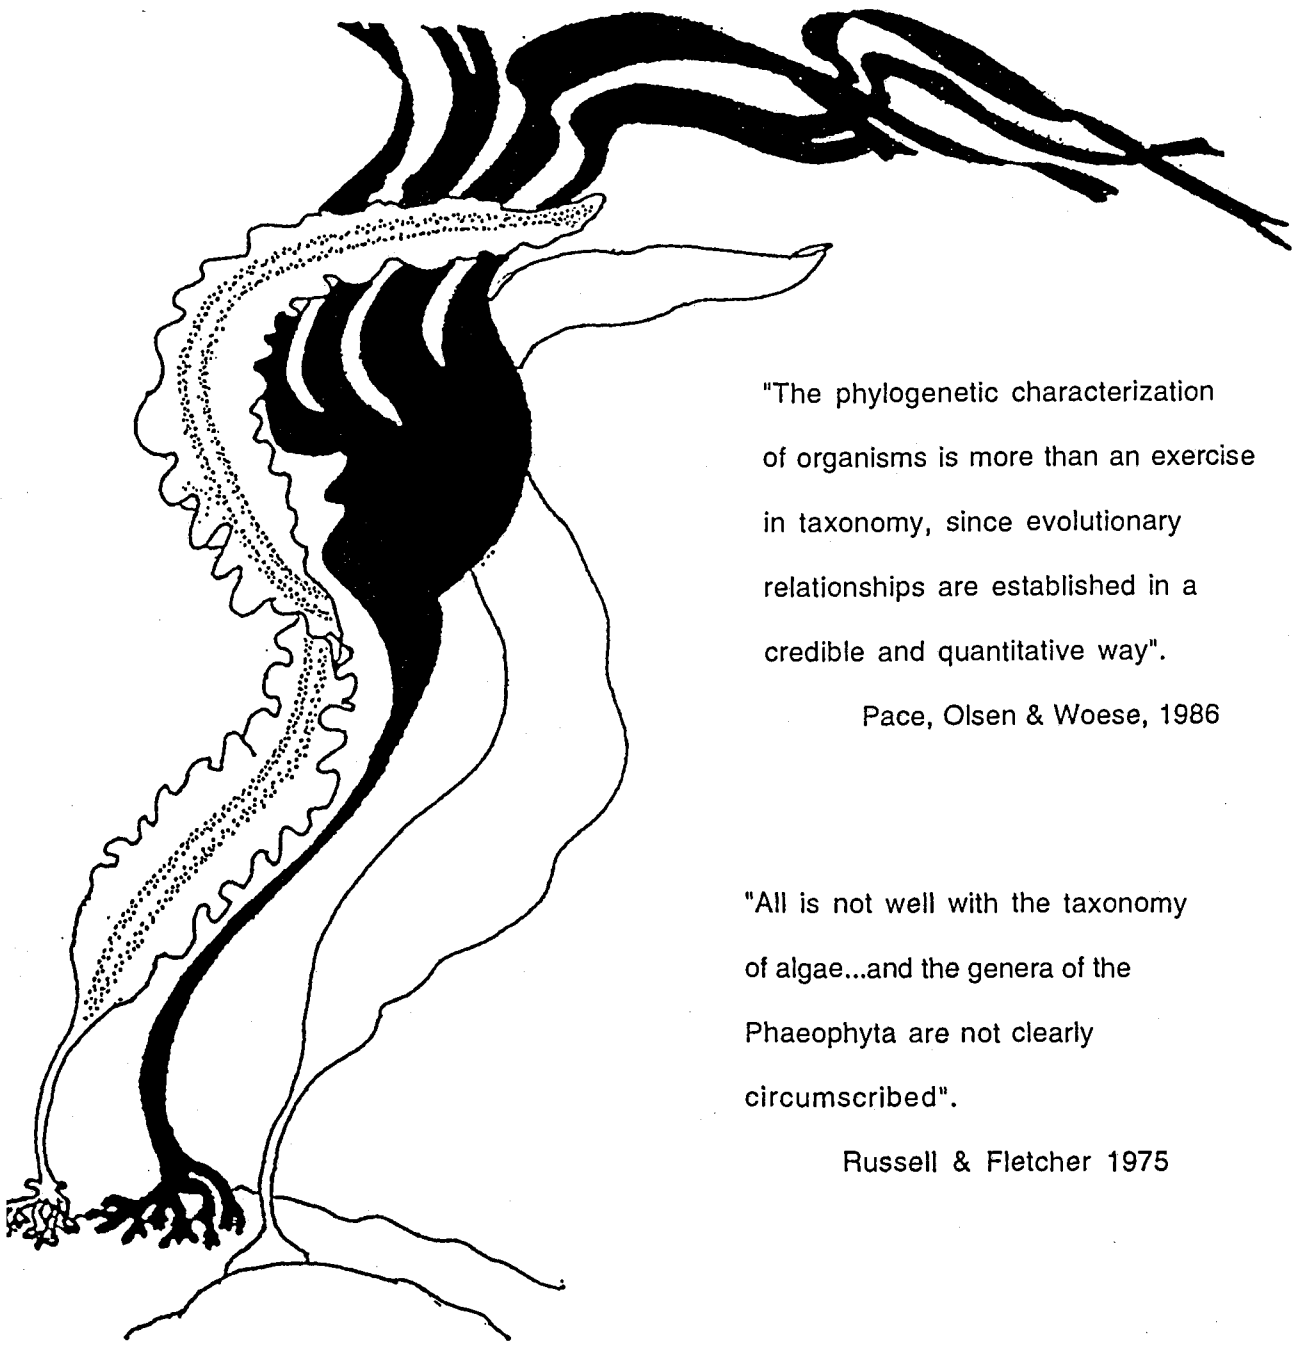 "The phylogenetic characterization
of organisms is more than an exercise
in taxonomy, since evolutionary
relationships are established in a
credible and quantitative way".
Pace, Olsen & Woese, 1986
"All is not well with the taxonomy
of algae...and the genera of the
Phaeophyta are not clearly
circumscribed".
Russell & Fletcher 1975